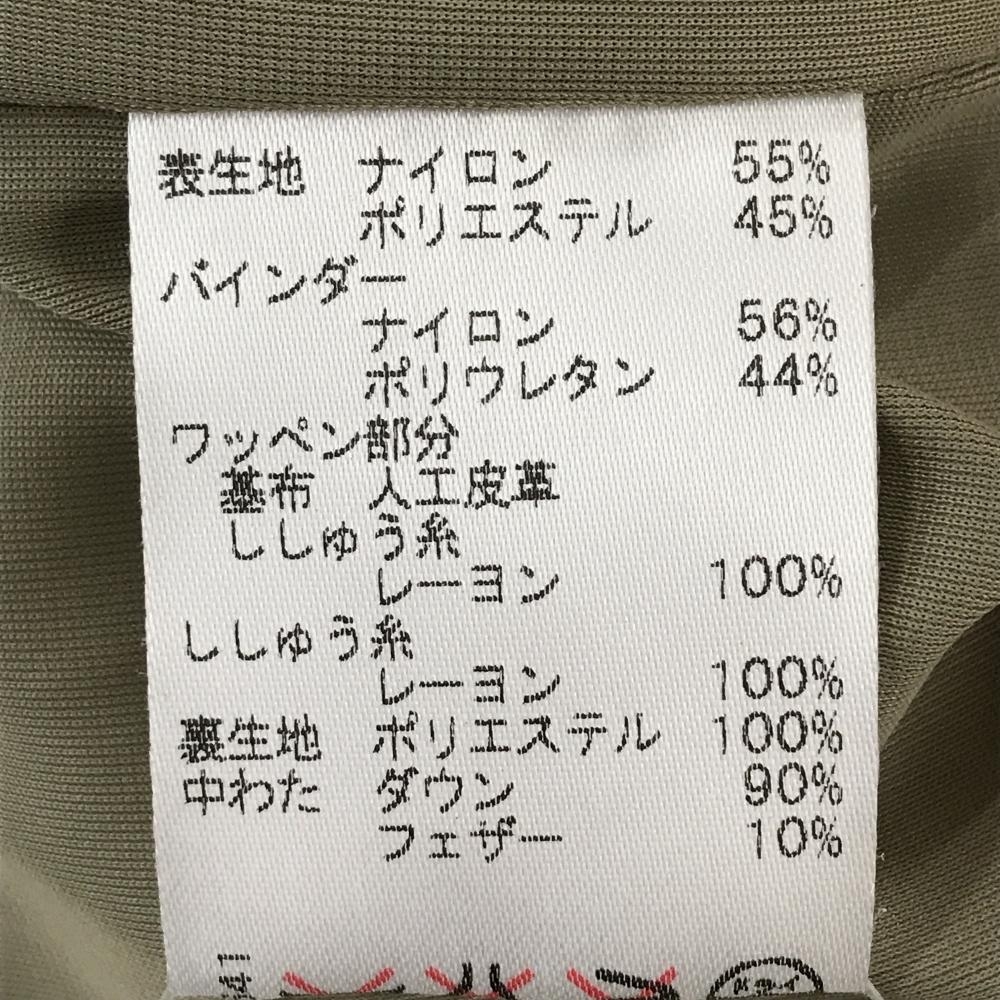 表生地 ナイロン 55%
ポリエステル 45%
バインダー
ナイロン 56%
ポリウレタン 44%
ワッペン部分
基布 人工皮革
ししゅう糸
レーヨン 100%
ししゅう糸
レーヨン 100%
裏生地 ポリエステル 100%
中わた ダウン 90%
フェザー 10%